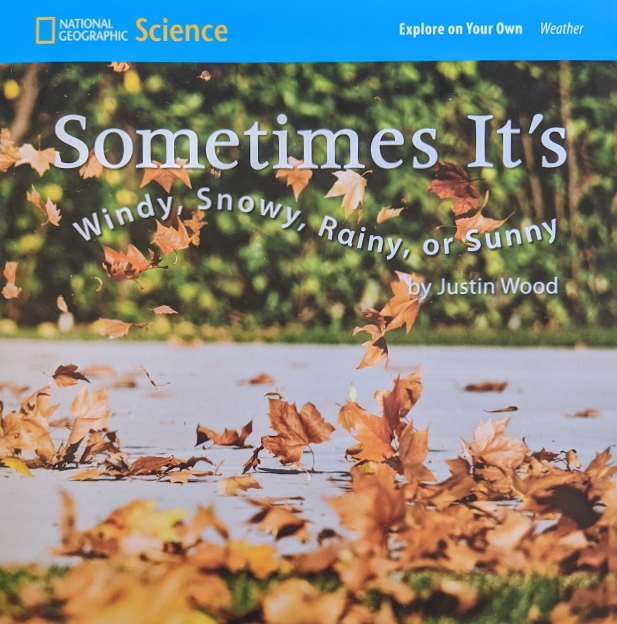 NATIONAL
GEOGRAPHIC Science
Explore on Your Own Weather
Sometimes It's
Windy, Snowy, Rainy, or Sunny
by Justin Wood